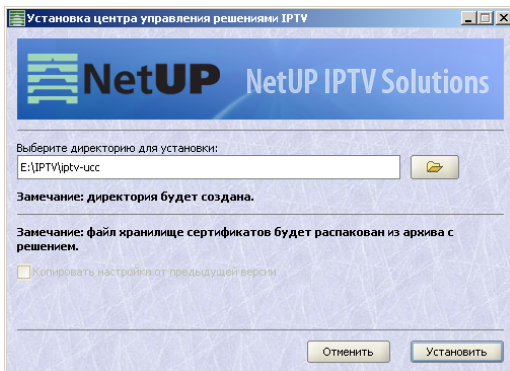 Установка центра управления решениями IPTV
NetUP NetUP IPTV Solutions
Выберите директорию для установки:
E:\IPTV\iptv-ucc
Замечание: директория будет создана.
Замечание: файл хранилище сертификатов будет распакован из архива с
решением.
Копировать настройки от предыдущей версии
Отменить Установить